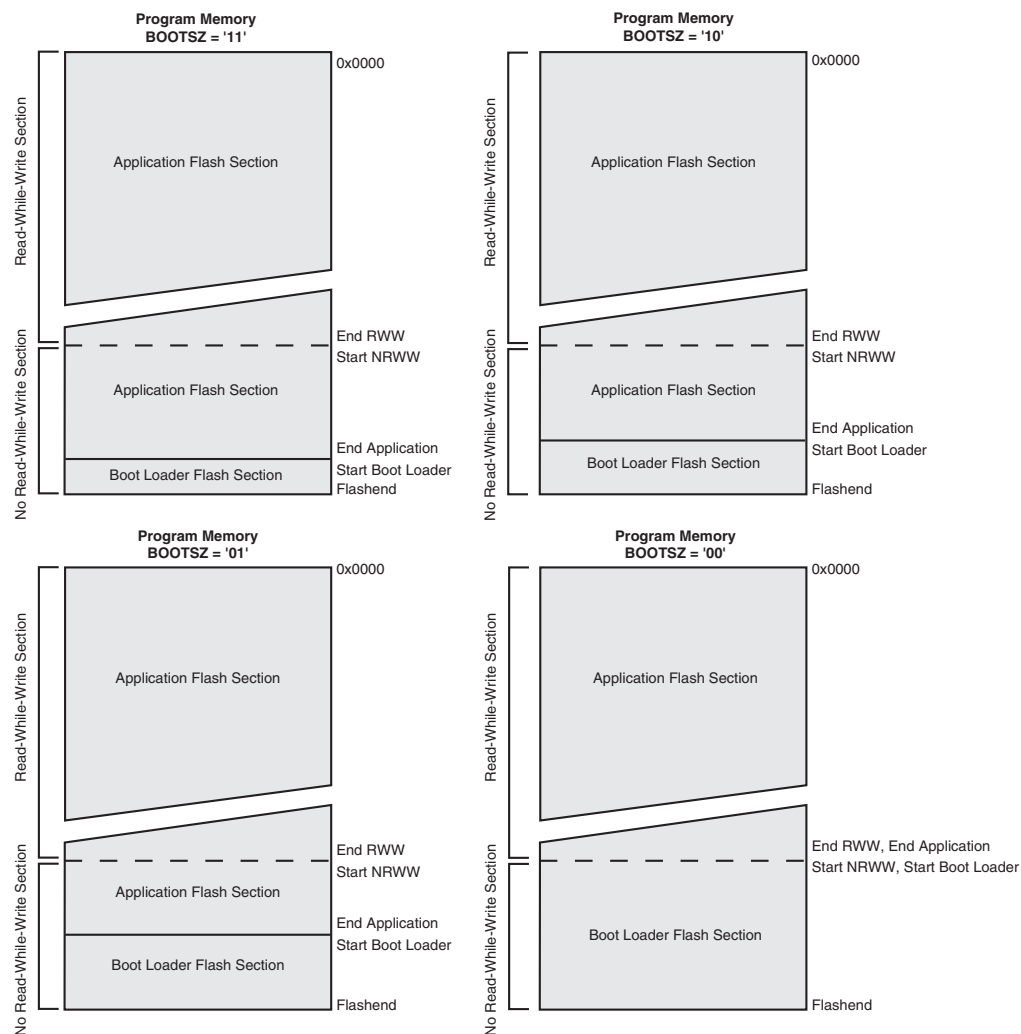 Program Memory
BOOTSZ = '11'
0x0000
Read-While-Write Section
Application Flash Section
End RWW
Start NRWW
No Read-While-Write Section
Application Flash Section
End Application
Start Boot Loader
Boot Loader Flash Section
Flashend
Program Memory
BOOTSZ = '10'
0x0000
Read-While-Write Section
Application Flash Section
End RWW
Start NRWW
No Read-While-Write Section
Application Flash Section
End Application
Start Boot Loader
Boot Loader Flash Section
Flashend
Program Memory
BOOTSZ = '01'
0x0000
Read-While-Write Section
Application Flash Section
End RWW
Start NRWW
No Read-While-Write Section
Application Flash Section
End Application
Start Boot Loader
Boot Loader Flash Section
Flashend
Program Memory
BOOTSZ = '00'
0x0000
Read-While-Write Section
Application Flash Section
End RWW, End Application
Start NRWW, Start Boot Loader
No Read-While-Write Section
Boot Loader Flash Section
Flashend